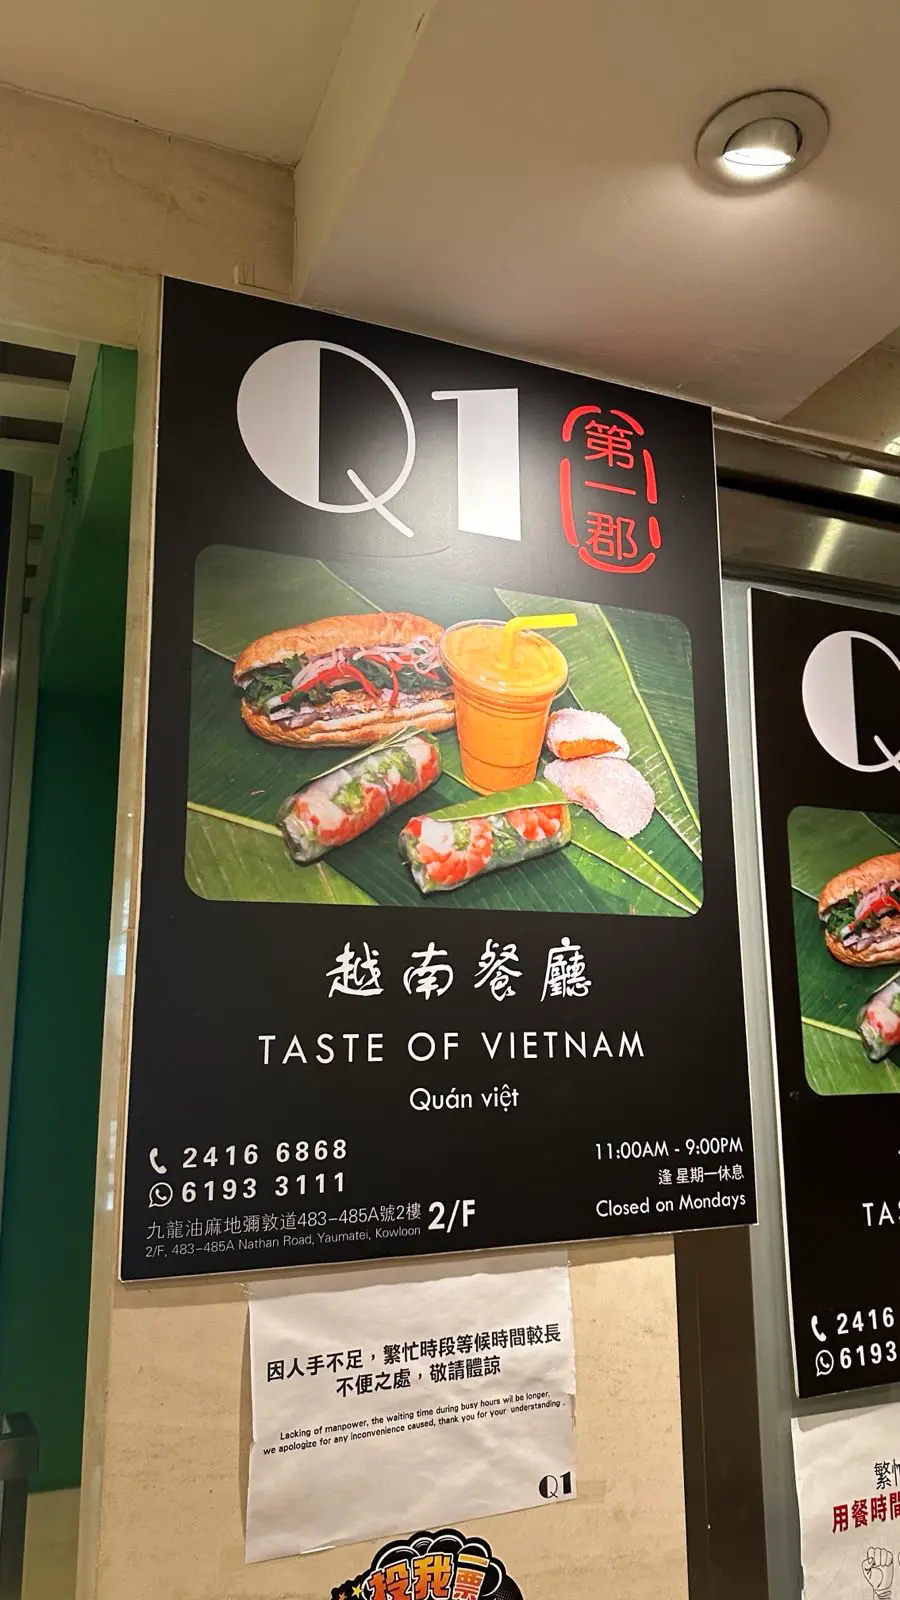 Q1
第一郡
越南餐廳
TASTE OF VIETNAM
Quán việt
2416 6868
6193 3111
九龍油麻地彌敦道483-485A號2樓
2/F, 483-485A Nathan Road, Yaumatei, Kowloon
2/F
11:00AM - 9:00PM
逢 星期一休息
Closed on Mondays
因人手不足，繁忙時段等候時間較長
不便之處，敬請體諒
Lacking of manpower, the waiting time during busy hours wil be longer,
we apologize for any inconvenience caused, thank you for your understanding .
Q1
投我一票
Q
TAS
2416
6193
繁忙
用餐時間